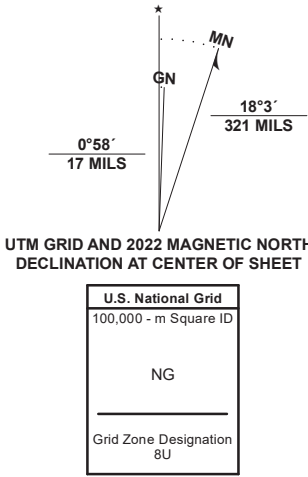 ★
MN
GN
18°3´
321 MILS
0°58´
17 MILS
UTM GRID AND 2022 MAGNETIC NORTH
DECLINATION AT CENTER OF SHEET
U.S. National Grid
100,000 - m Square ID
NG
Grid Zone Designation
8U